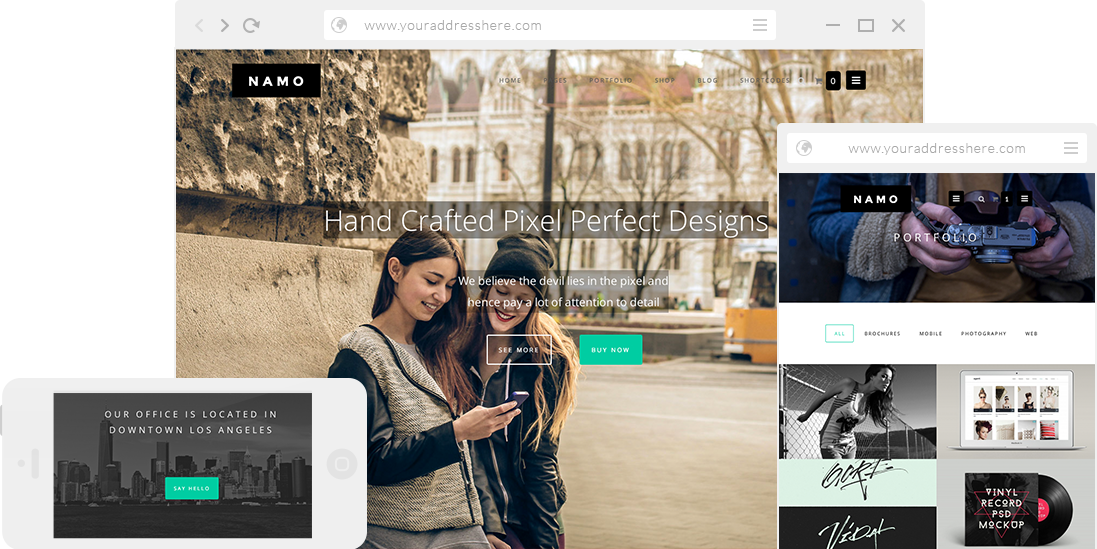 www.youraddresshere.com
NAMO
HOME PAGES PORTFOLIO SHOP BLOG SHORTCODES 0
Hand Crafted Pixel Perfect Designs
We believe the devil lies in the pixel and
hence pay a lot of attention to detail
SEE MORE BUY NOW
www.youraddresshere.com
NAMO 1
PORTFOLIO
ALL BROCHURES MOBILE PHOTOGRAPHY WEB
Vidal
VINYL
RECORD
PSD
MOCKUP
OUR OFFICE IS LOCATED IN
DOWNTOWN LOS ANGELES
SAY HELLO